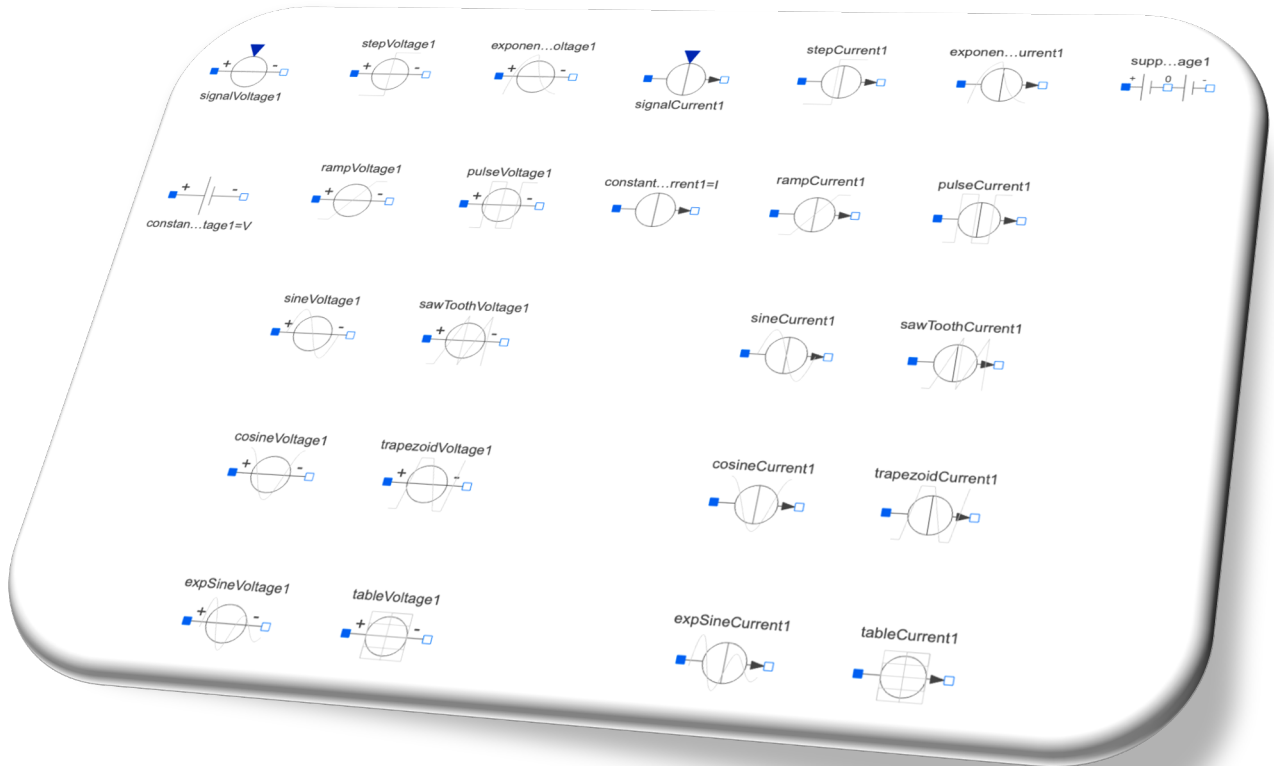 stepVoltage1
exponen...oltage1
stepCurrent1
exponen...urrent1
supp...age1
+ -
+ -
+ -
+ 0 -
signalVoltage1
signalCurrent1
rampVoltage1
pulseVoltage1
constant...rrent1=I
rampCurrent1
pulseCurrent1
+ -
+ -
+ -
constan...tage1=V
sineVoltage1
sawToothVoltage1
sineCurrent1
sawToothCurrent1
+ -
+ -
cosineVoltage1
trapezoidVoltage1
cosineCurrent1
trapezoidCurrent1
+ -
+ -
expSineVoltage1
tableVoltage1
expSineCurrent1
tableCurrent1
+ -
+ -